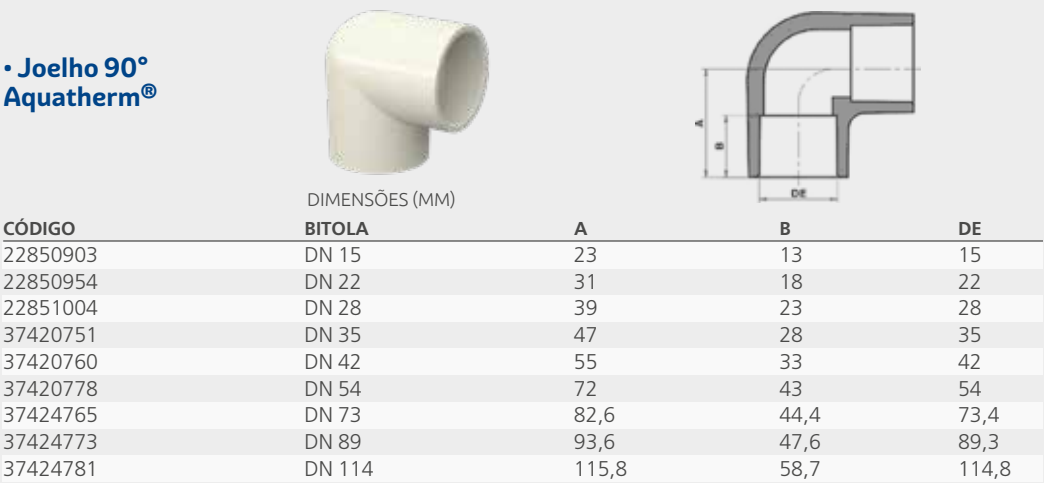 • Joelho 90°
Aquatherm®
A
B
DE
DIMENSÕES (MM)
CÓDIGO BITOLA A B DE
22850903 DN 15 23 13 15
22850954 DN 22 31 18 22
22851004 DN 28 39 23 28
37420751 DN 35 47 28 35
37420760 DN 42 55 33 42
37420778 DN 54 72 43 54
37424765 DN 73 82,6 44,4 73,4
37424773 DN 89 93,6 47,6 89,3
37424781 DN 114 115,8 58,7 114,8